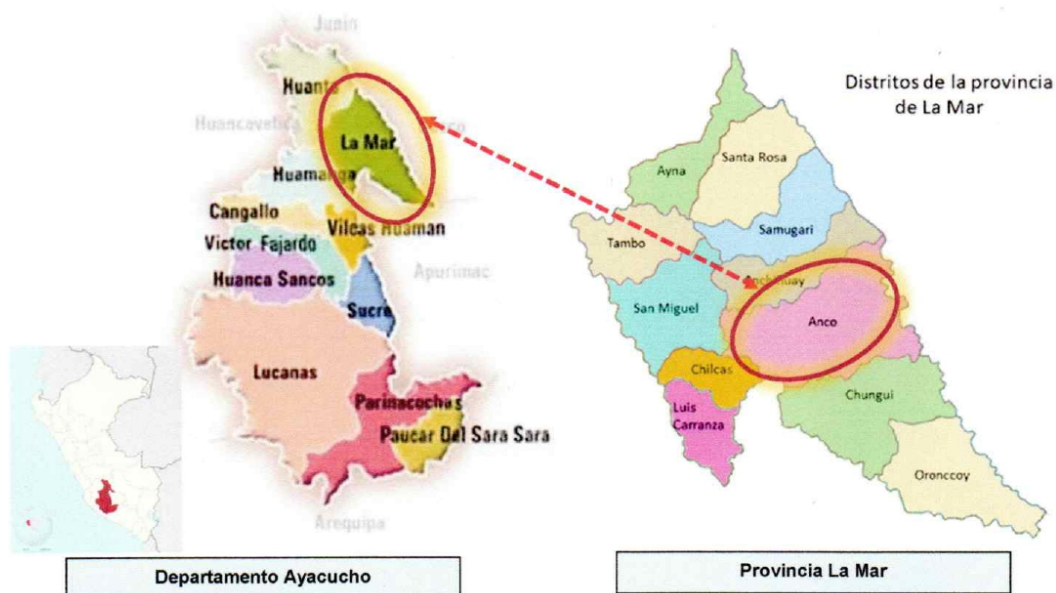 Junín
Huanta
Huancavelica
La Mar
Huamanga
Cangallo
Vilcas Huaman
Victor Fajardo
Apurimac
Huanca Sancos
Sucre
Lucanas
Parinacochas
Paucar Del Sara Sara
Arequipa
Departamento Ayacucho
Distritos de la provincia
de La Mar
Santa Rosa
Ayna
Samugari
Tambo
Anchihuay
San Miguel
Anco
Chilcas
Chungui
Luis
Carranza
Oronccoy
Provincia La Mar